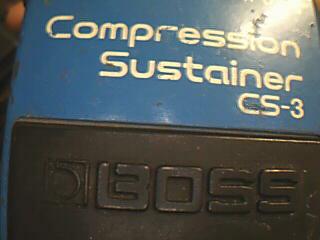 Compression
Sustainer
CS-3
BOSS